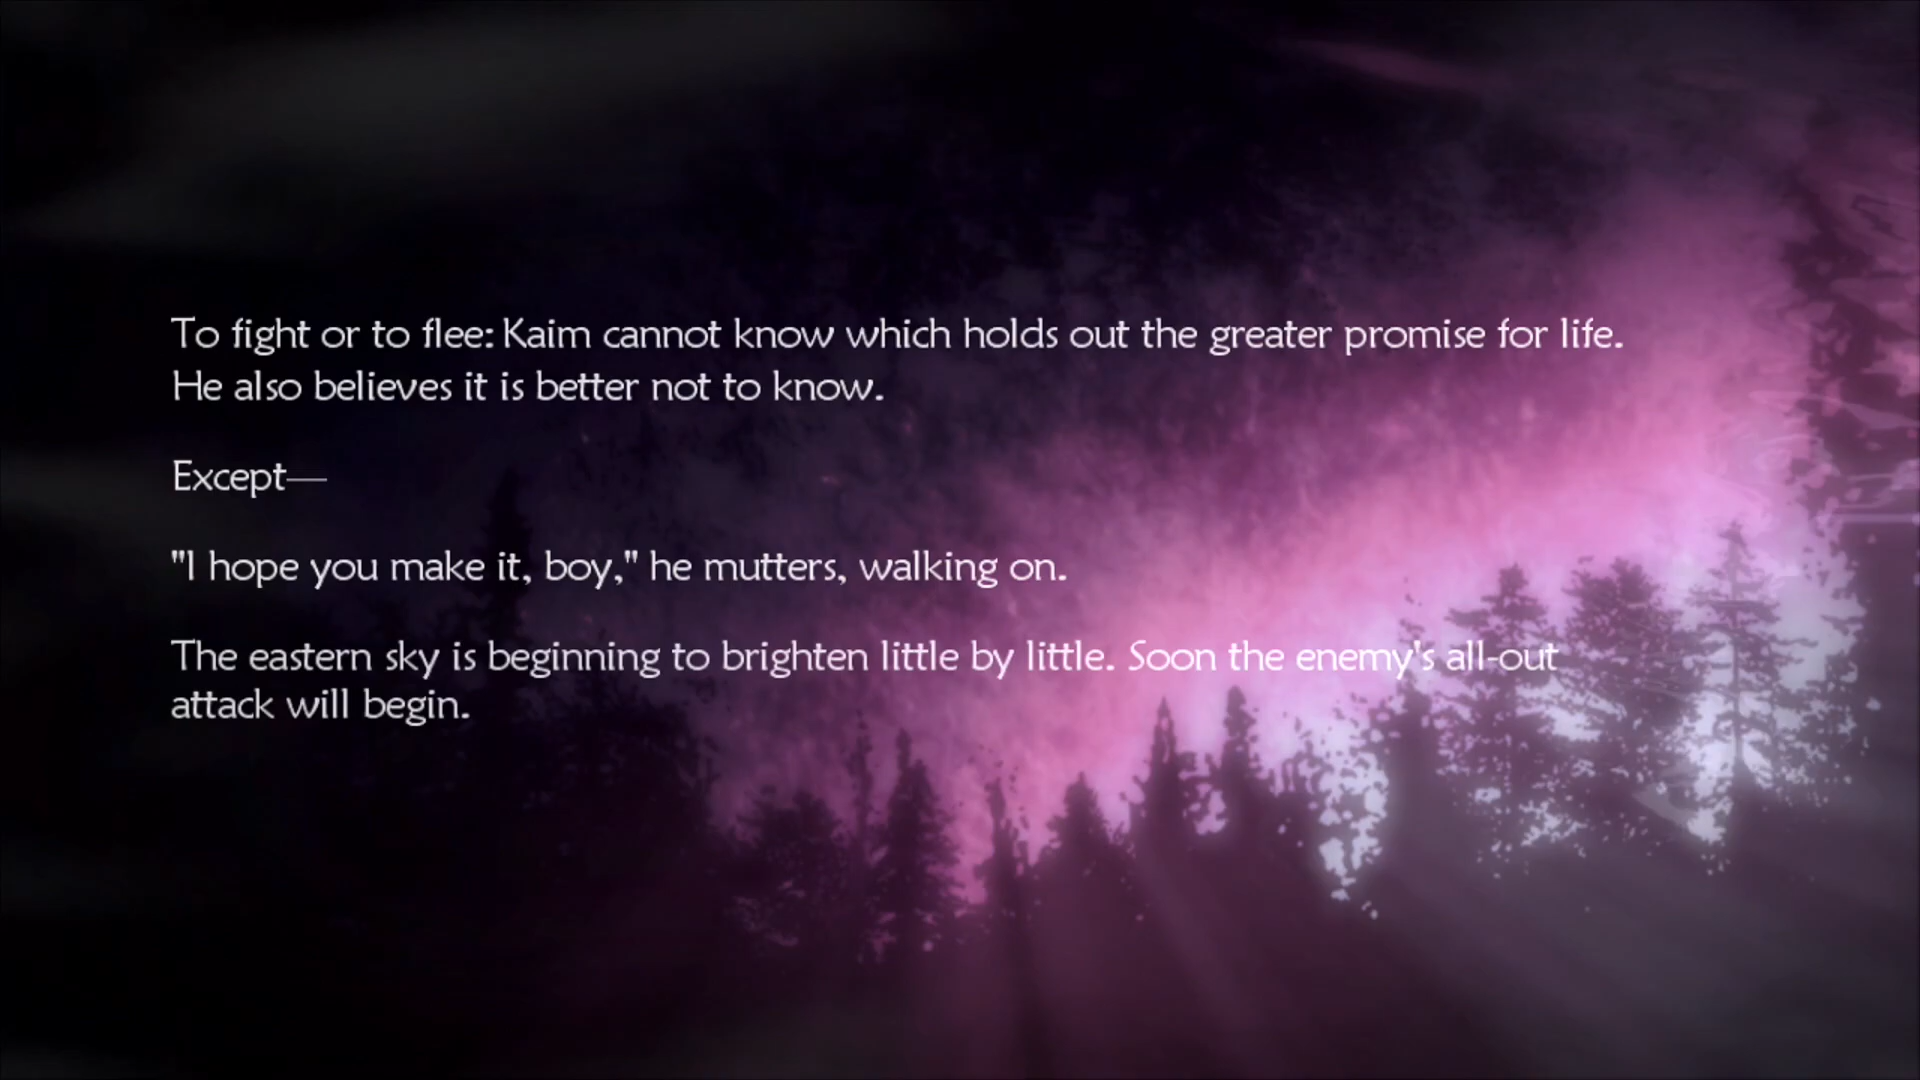 To fight or to flee: Kaim cannot know which holds out the greater promise for life.
He also believes it is better not to know.
Except—
"I hope you make it, boy," he mutters, walking on.
The eastern sky is beginning to brighten little by little. Soon the enemy's all-out
attack will begin.